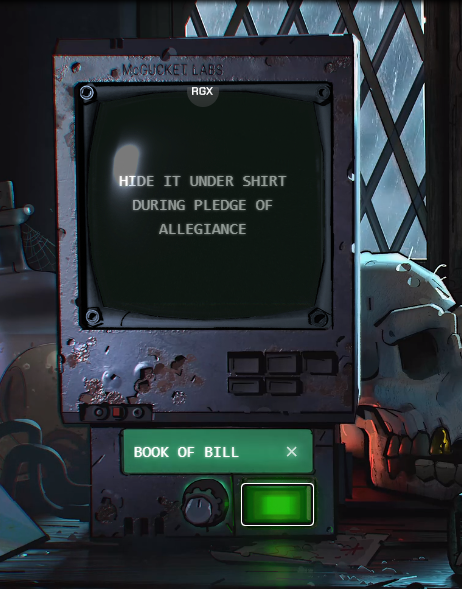 McGUCKET LABS
RGX
HIDE IT UNDER SHIRT
DURING PLEDGE OF
ALLEGIANCE
BOOK OF BILL ×